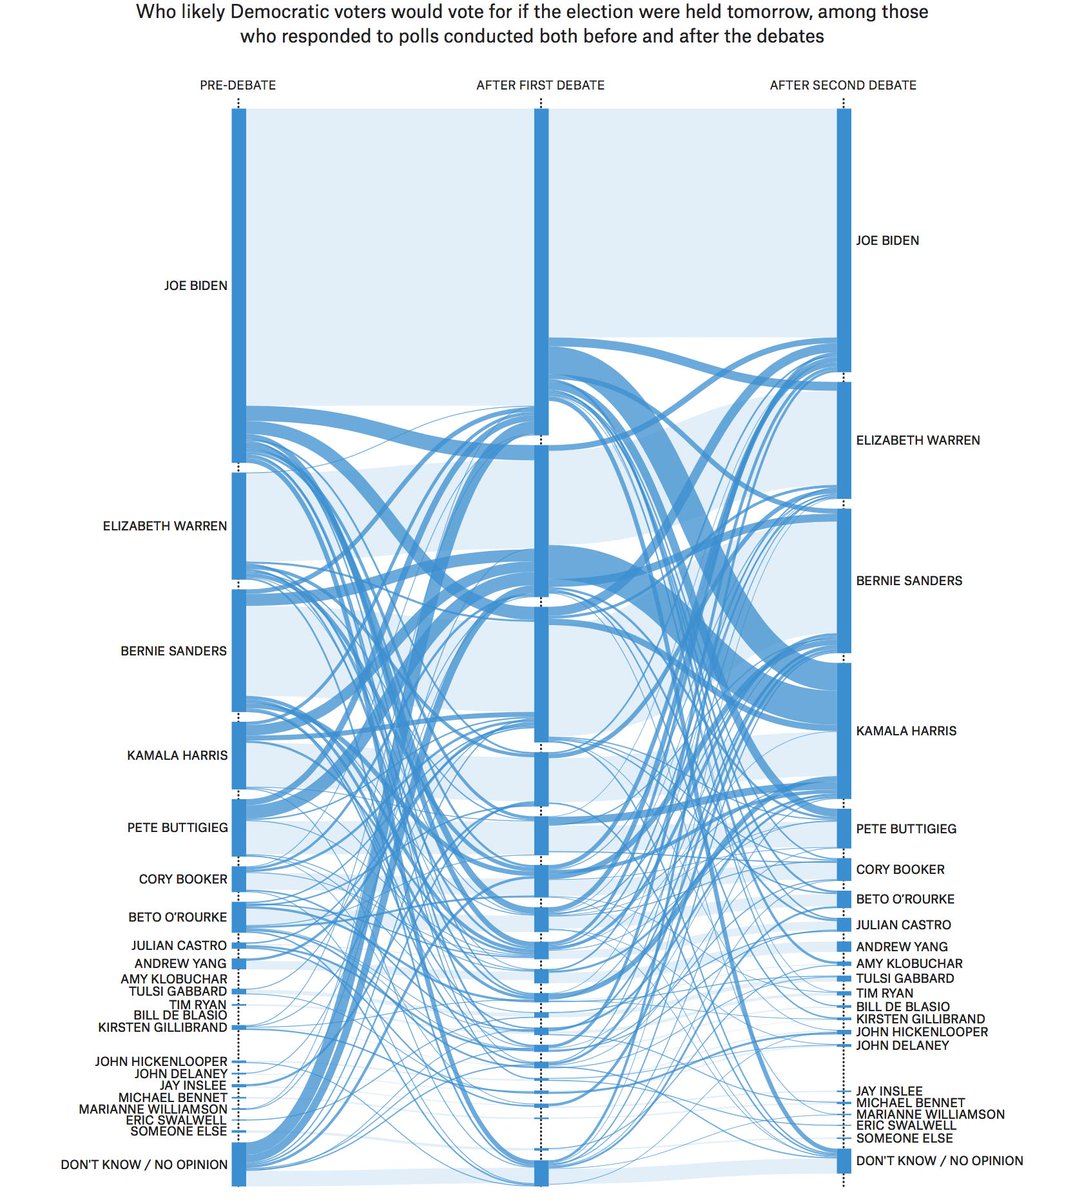 Who likely Democratic voters would vote for if the election were held tomorrow, among those
who responded to polls conducted both before and after the debates
PRE-DEBATE
AFTER FIRST DEBATE
AFTER SECOND DEBATE
JOE BIDEN
ELIZABETH WARREN
BERNIE SANDERS
KAMALA HARRIS
PETE BUTTIGIEG
CORY BOOKER
BETO O'ROURKE
JULIAN CASTRO
ANDREW YANG
AMY KLOBUCHAR
TULSI GABBARD
TIM RYAN
BILL DE BLASIO
KIRSTEN GILLIBRAND
JOHN HICKENLOOPER
JOHN DELANEY
JAY INSLEE
MICHAEL BENNET
MARIANNE WILLIAMSON
ERIC SWALWELL
SOMEONE ELSE
DON'T KNOW / NO OPINION
JOE BIDEN
ELIZABETH WARREN
BERNIE SANDERS
KAMALA HARRIS
PETE BUTTIGIEG
CORY BOOKER
BETO O'ROURKE
JULIAN CASTRO
ANDREW YANG
AMY KLOBUCHAR
TULSI GABBARD
TIM RYAN
BILL DE BLASIO
KIRSTEN GILLIBRAND
JOHN HICKENLOOPER
JOHN DELANEY
JAY INSLEE
MICHAEL BENNET
MARIANNE WILLIAMSON
ERIC SWALWELL
SOMEONE ELSE
DON'T KNOW / NO OPINION